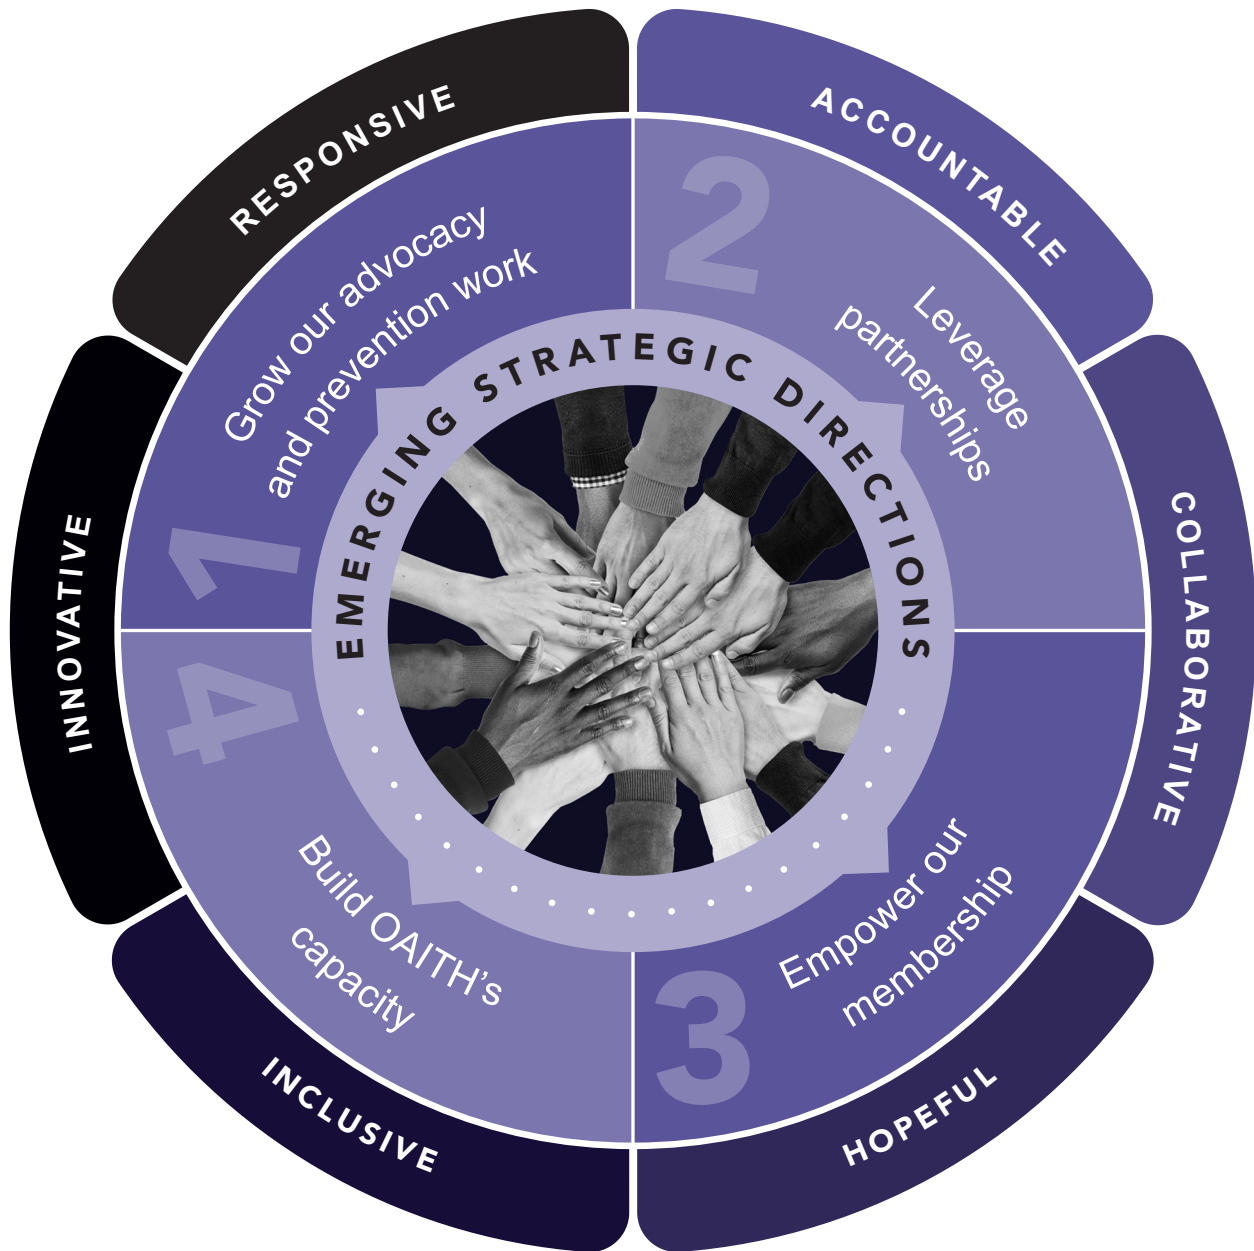 EMERGING STRATEGIC DIRECTIONS
1
Grow our advocacy
and prevention work
2
Leverage
partnerships
3
Empower our
membership
4
Build OAITH’s
capacity
ACCOUNTABLE
COLLABORATIVE
HOPEFUL
INCLUSIVE
INNOVATIVE
RESPONSIVE